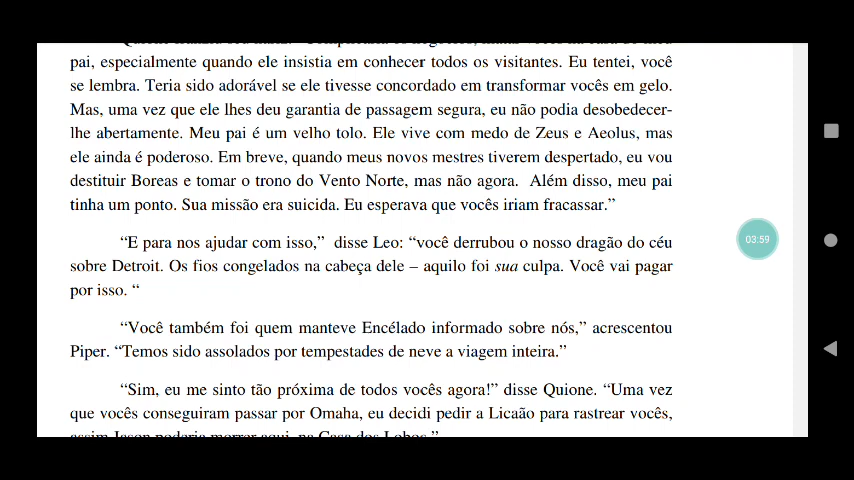 pai, especialmente quando ele insistia em conhecer todos os visitantes. Eu tentei, você
se lembra. Teria sido adorável se ele tivesse concordado em transformar vocês em gelo.
Mas, uma vez que ele lhes deu garantia de passagem segura, eu não podia desobedecer-
lhe abertamente. Meu pai é um velho tolo. Ele vive com medo de Zeus e Aeolus, mas
ele ainda é poderoso. Em breve, quando meus novos mestres tiverem despertado, eu vou
destituir Boreas e tomar o trono do Vento Norte, mas não agora.  Além disso, meu pai
tinha um ponto. Sua missão era suicida. Eu esperava que vocês iriam fracassar.”
“E para nos ajudar com isso,”  disse Leo: “você derrubou o nosso dragão do céu
sobre Detroit. Os fios congelados na cabeça dele – aquilo foi sua culpa. Você vai pagar
por isso. “
03:59
“Você também foi quem manteve Encélado informado sobre nós,” acrescentou
Piper. “Temos sido assolados por tempestades de neve a viagem inteira.”
“Sim, eu me sinto tão próxima de todos vocês agora!” disse Quione. “Uma vez
que vocês conseguiram passar por Omaha, eu decidi pedir a Licaão para rastrear vocês,
assim Jason poderia morrer aqui, na Casa dos Lobos.”